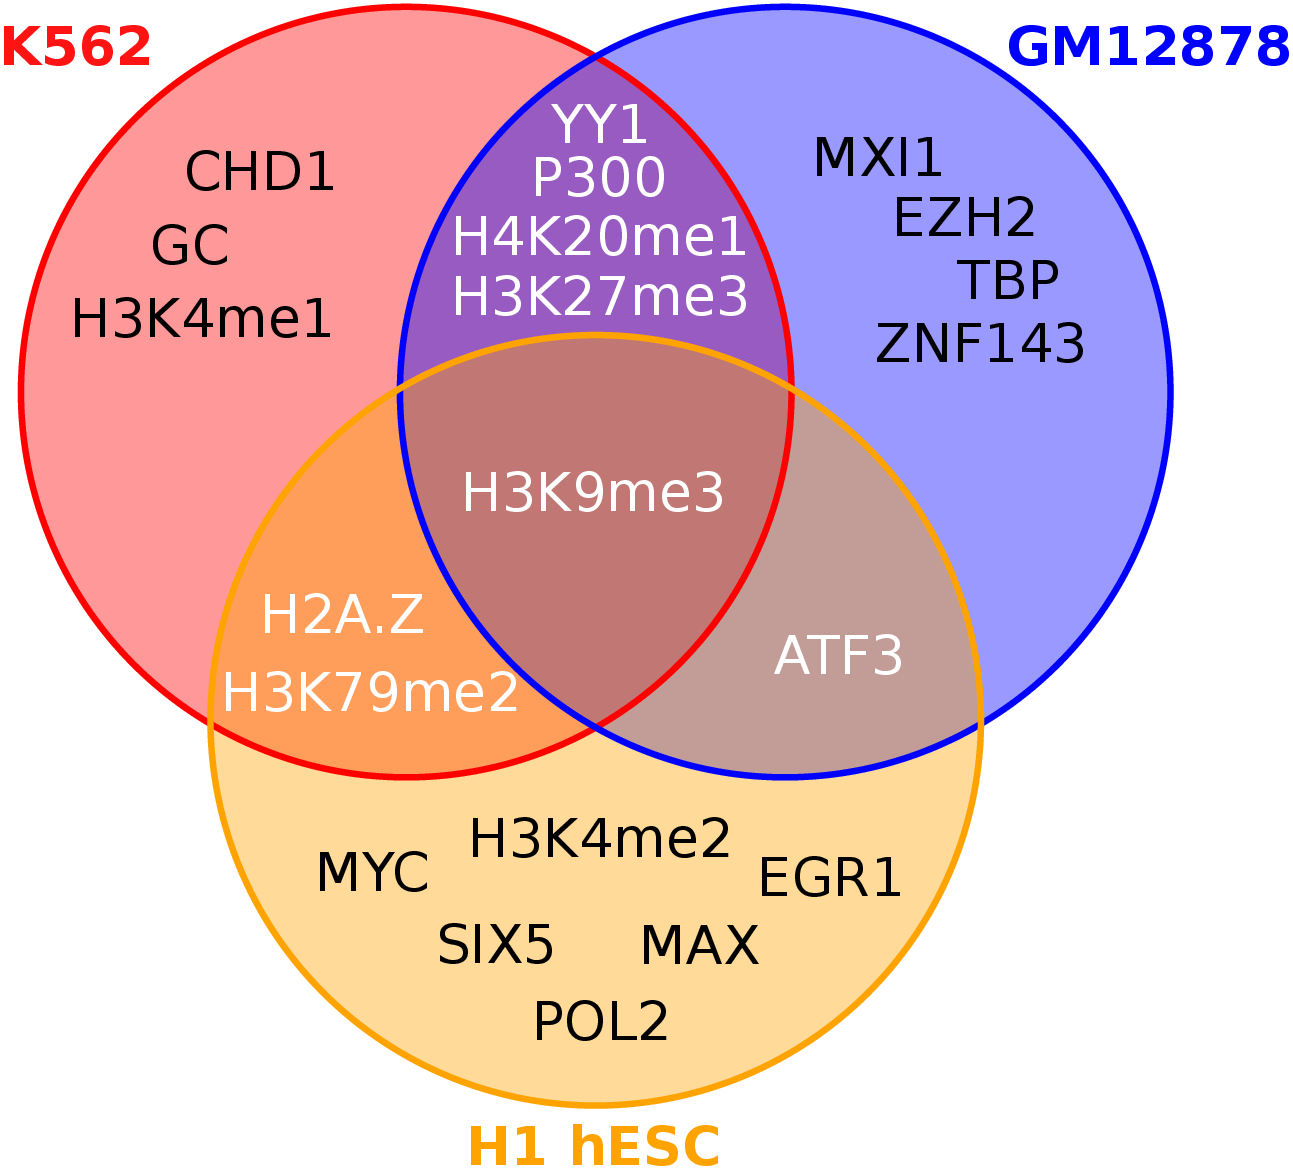 K562
GM12878
YY1
P300
H4K20me1
H3K27me3
CHD1
GC
H3K4me1
MXI1
EZH2
TBP
ZNF143
H3K9me3
H2A.Z
H3K79me2
ATF3
H3K4me2
MYC
EGR1
SIX5
MAX
POL2
H1 hESC